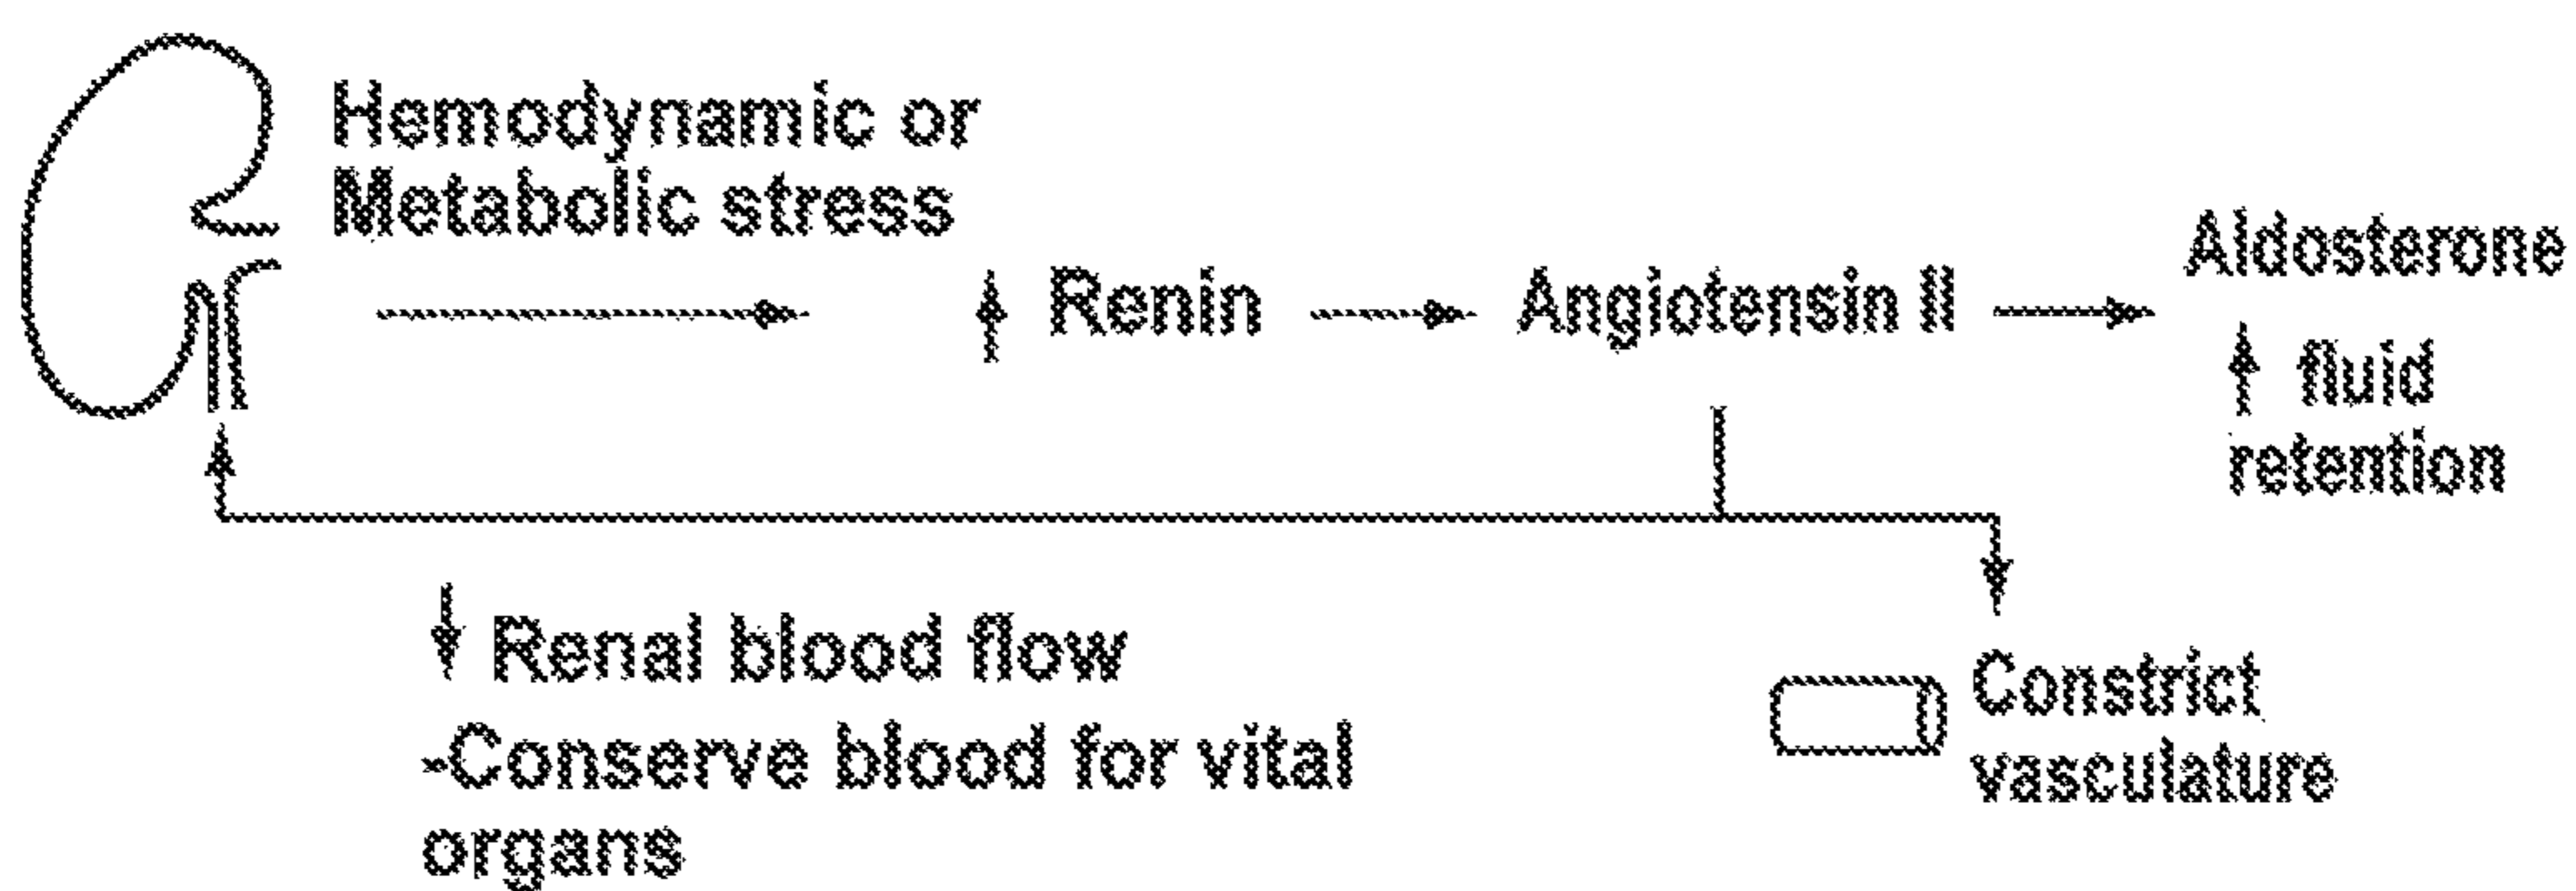 Hemodynamic or
Metabolic stress
Renin
Angiotensin II
Aldosterone
fluid
retention
Renal blood flow
-Conserve blood for vital
organs
Constrict
vasculature